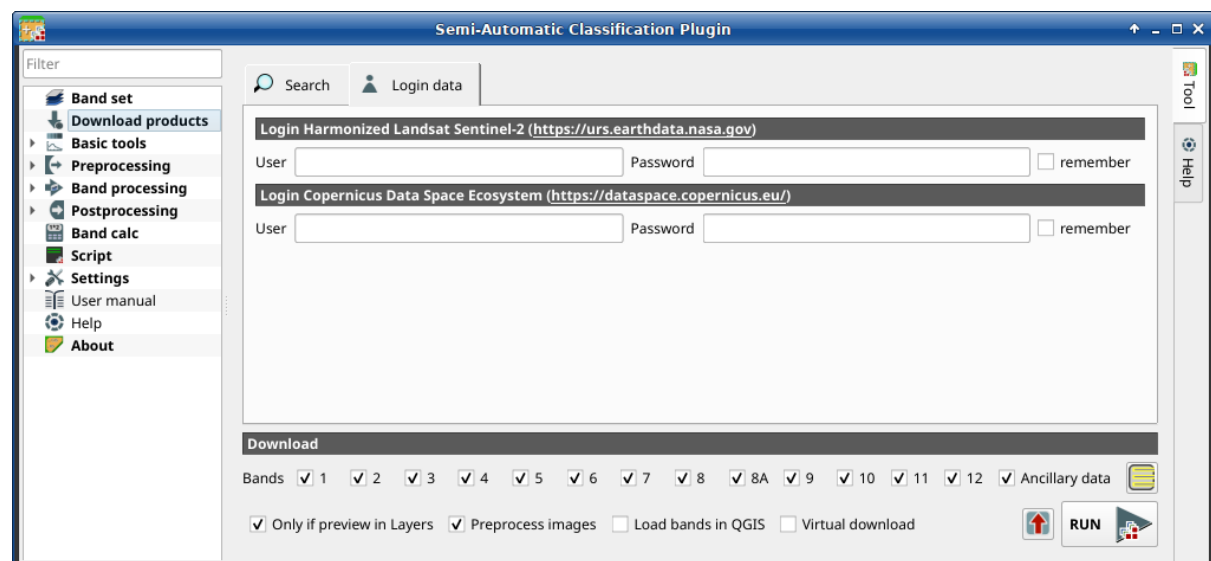 Semi-Automatic Classification Plugin
Filter
Band set
Download products
Basic tools
Preprocessing
Band processing
Postprocessing
Band calc
Script
Settings
User manual
Help
About
Search
Login data
Login Harmonized Landsat Sentinel-2 (https://urs.earthdata.nasa.gov)
User Password remember
Login Copernicus Data Space Ecosystem (https://dataspace.copernicus.eu/)
User Password remember
Download
Bands 1 2 3 4 5 6 7 8 8A 9 10 11 12 Ancillary data
Only if preview in Layers Preprocess images Load bands in QGIS Virtual download RUN
Tool
Help